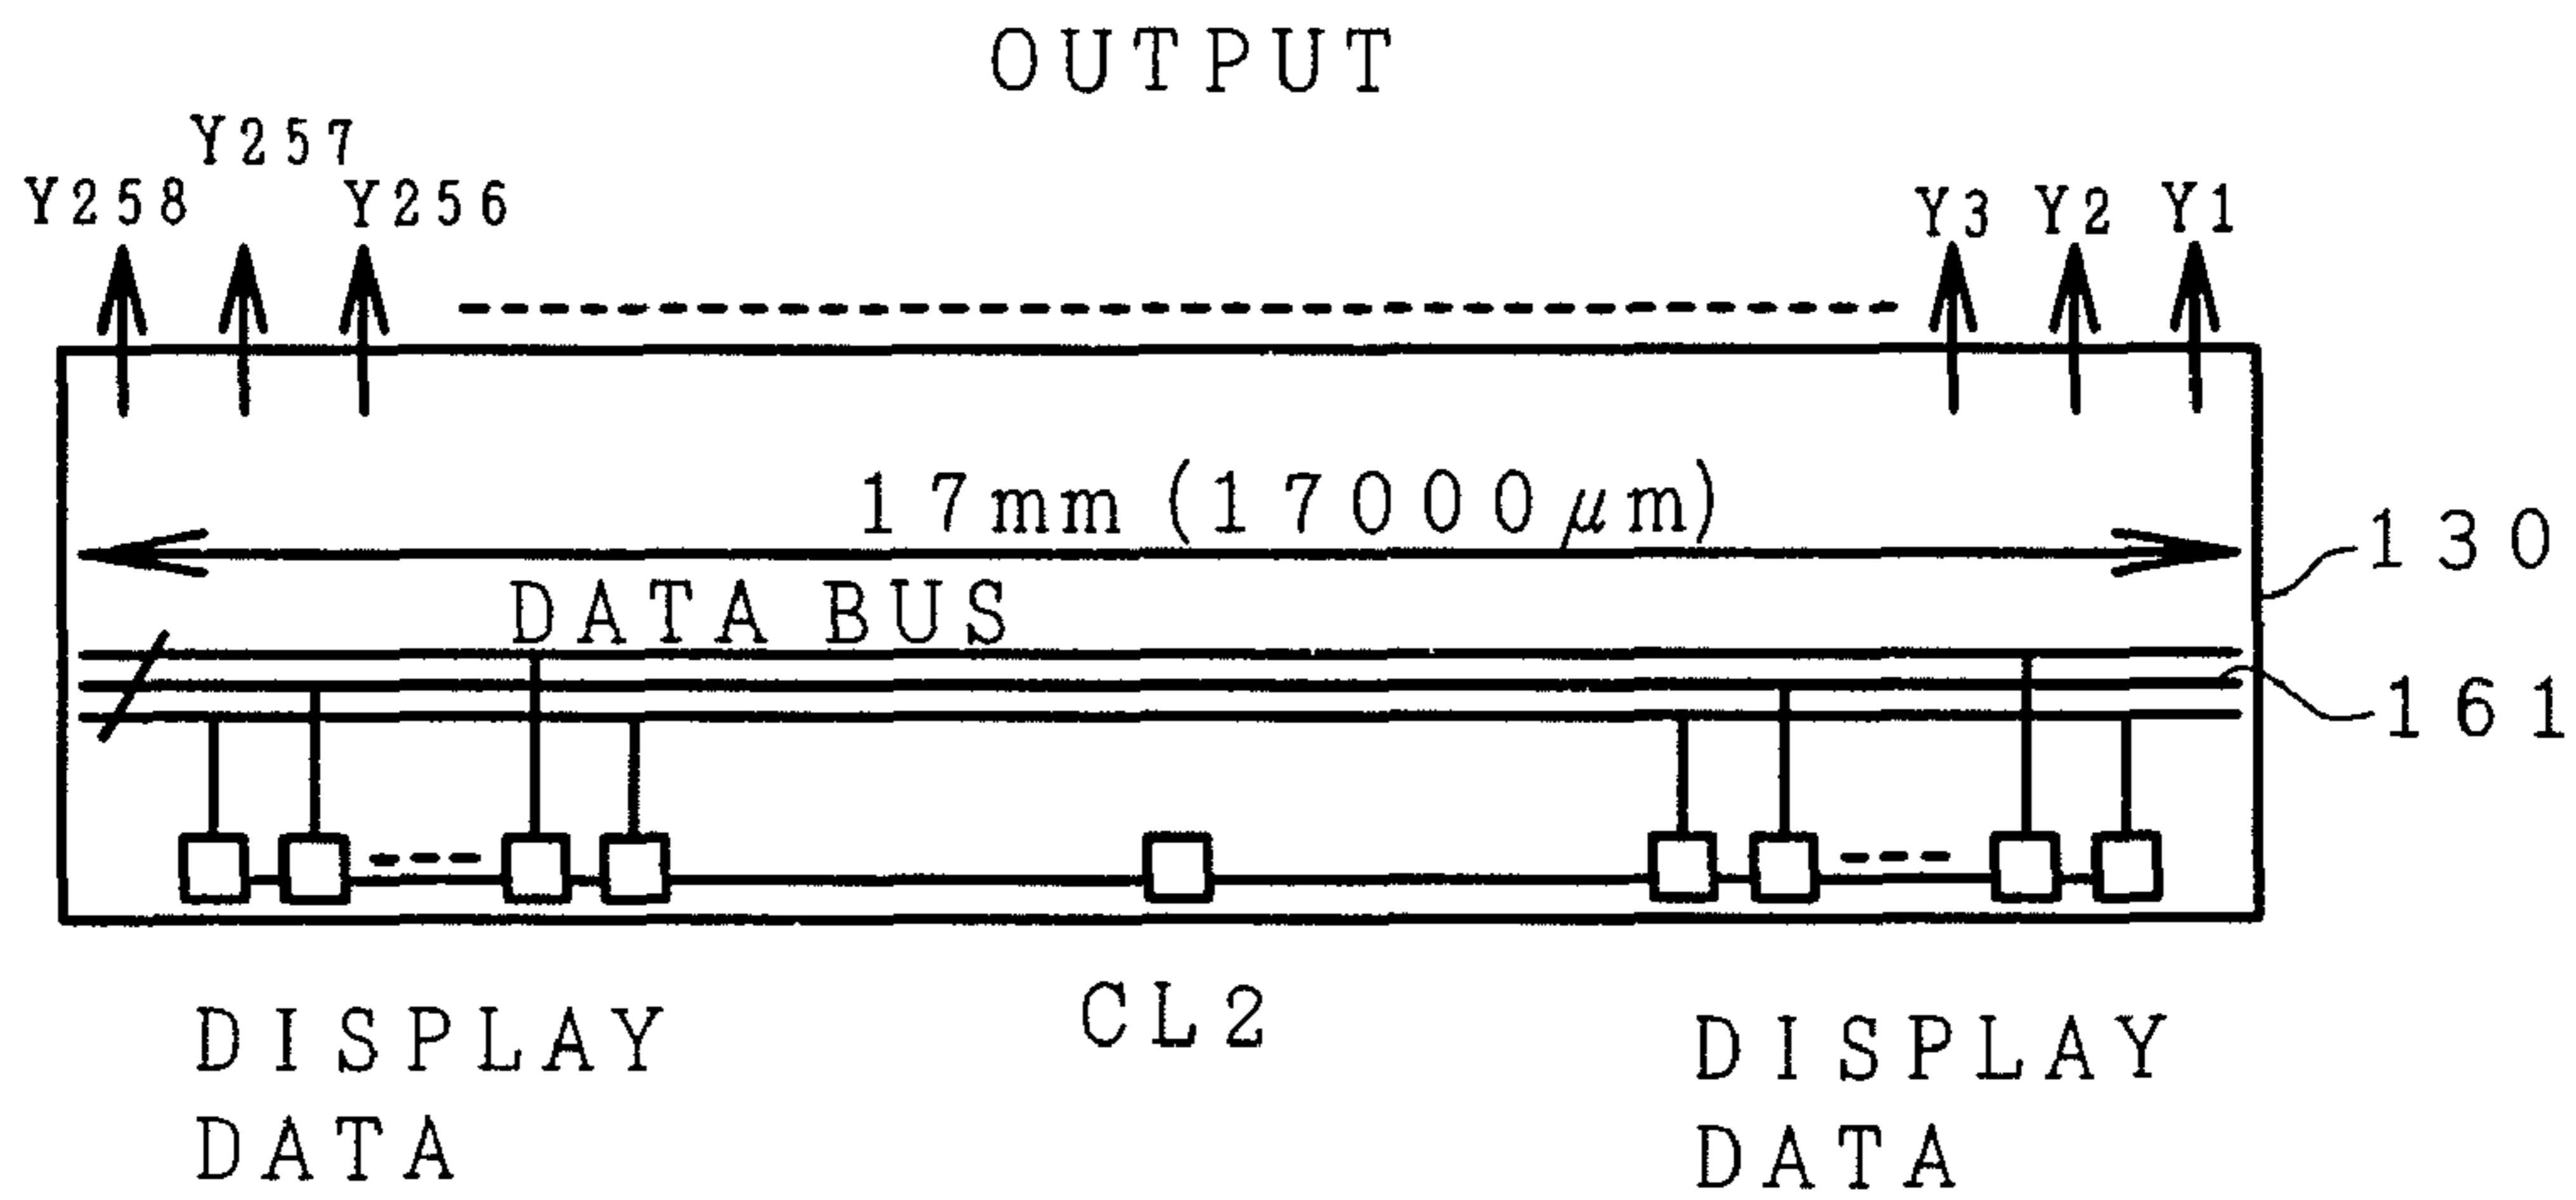 OUTPUT
Y258 Y257 Y256 Y3 Y2 Y1
17mm (17000μm)
130
DATA BUS
161
CL2
DISPLAY DATA
DISPLAY DATA